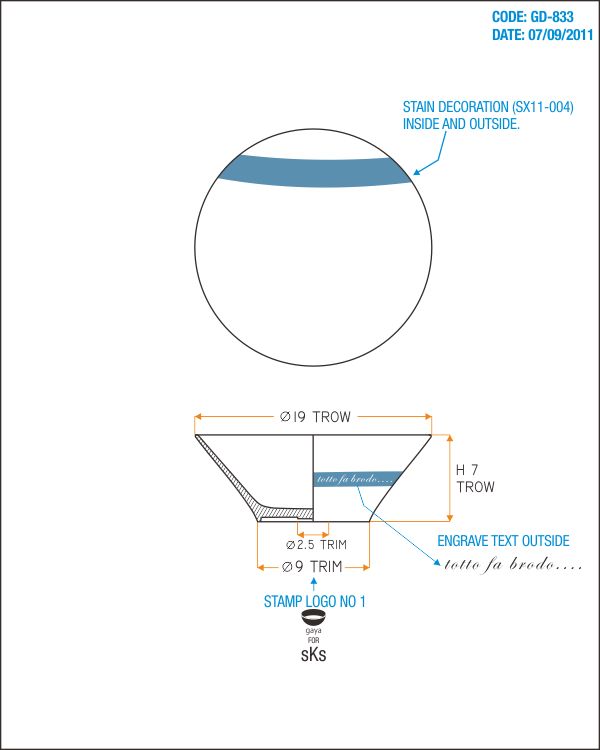 CODE: GD-833
DATE: 07/09/2011
STAIN DECORATION (SX11-004)
INSIDE AND OUTSIDE.
Ø19 TROW
totto fa brodo....
H 7
TROW
Ø2.5 TRIM
Ø9 TRIM
ENGRAVE TEXT OUTSIDE
totto fa brodo....
STAMP LOGO NO 1
gaya
FOR
sKs